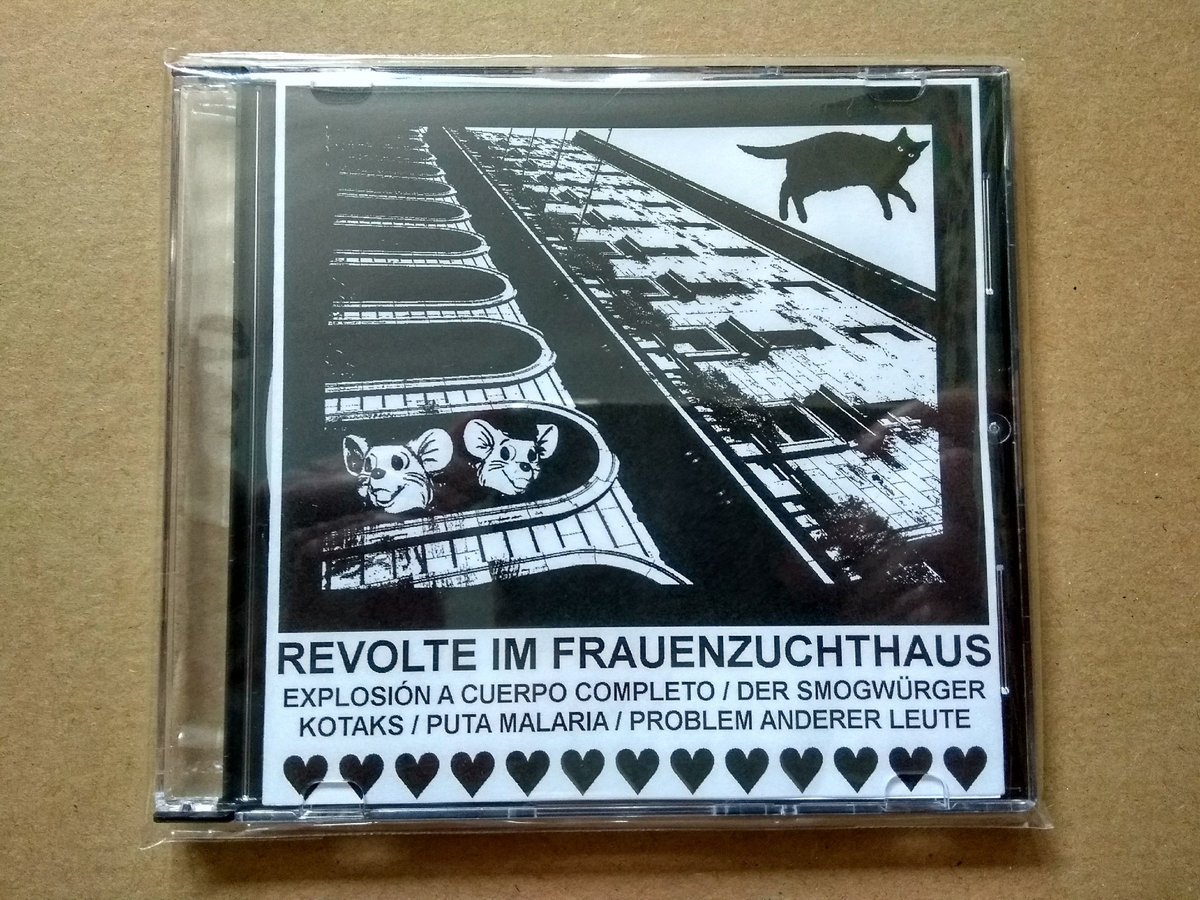 REVOLTE IM FRAUENZUCHTHAUS
EXPLOSIÓN A CUERPO COMPLETO / DER SMOGWÜRGER
KOTAKS / PUTA MALARIA / PROBLEM ANDERER LEUTE